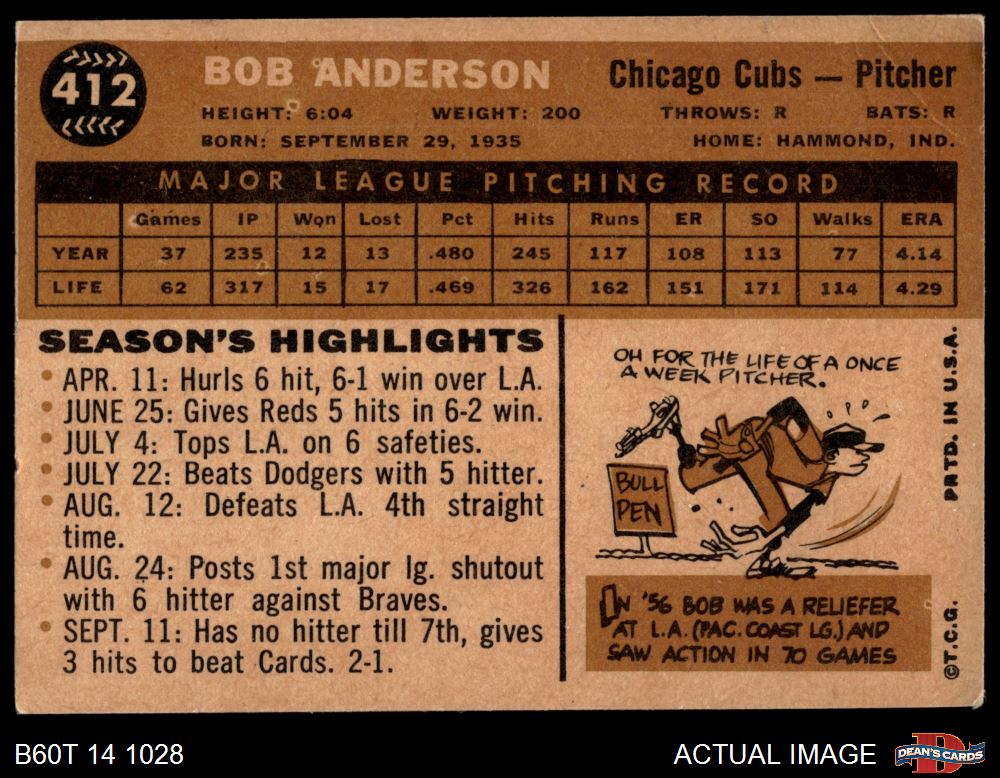 412
BOB ANDERSON
Chicago Cubs — Pitcher
HEIGHT: 6:04 WEIGHT: 200 THROWS: R BATS: R
BORN: SEPTEMBER 29, 1935 HOME: HAMMOND, IND.
MAJOR LEAGUE PITCHING RECORD
Games IP Won Lost Pct Hits Runs ER SO Walks ERA
YEAR 37 235 12 13 .480 245 117 108 113 77 4.14
LIFE 62 317 15 17 .469 326 162 151 171 114 4.29
SEASON'S HIGHLIGHTS
• APR. 11: Hurls 6 hit, 6-1 win over L.A.
• JUNE 25: Gives Reds 5 hits in 6-2 win.
• JULY 4: Tops L.A. on 6 safeties.
• JULY 22: Beats Dodgers with 5 hitter.
• AUG. 12: Defeats L.A. 4th straight
time.
• AUG. 24: Posts 1st major lg. shutout
with 6 hitter against Braves.
• SEPT. 11: Has no hitter till 7th, gives
3 hits to beat Cards. 2-1.
OH FOR THE LIFE OF A ONCE
A WEEK PITCHER.
BULL
PEN
IN '56 BOB WAS A RELIEFER
AT L.A. (PAC. COAST LG.) AND
SAW ACTION IN 70 GAMES
©T.C.G. PRTD. IN U.S.A.
B60T 14 1028
ACTUAL IMAGE
DEAN'S CARDS